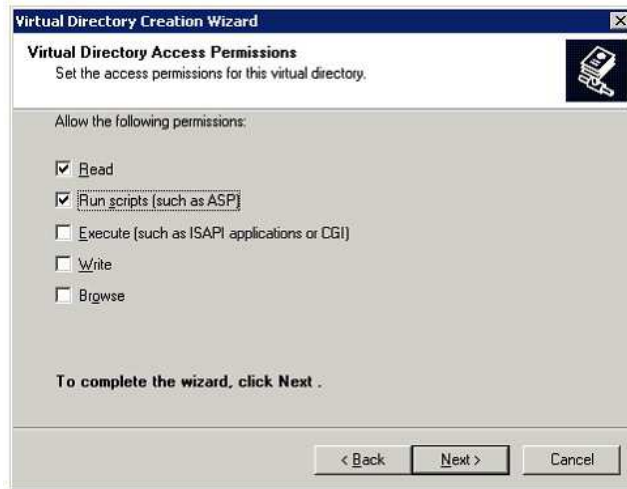 Virtual Directory Creation Wizard
Virtual Directory Access Permissions
Set the access permissions for this virtual directory.
Allow the following permissions:
Read
Run scripts (such as ASP)
Execute (such as ISAPI applications or CGI)
Write
Browse
To complete the wizard, click Next .
< Back
Next >
Cancel